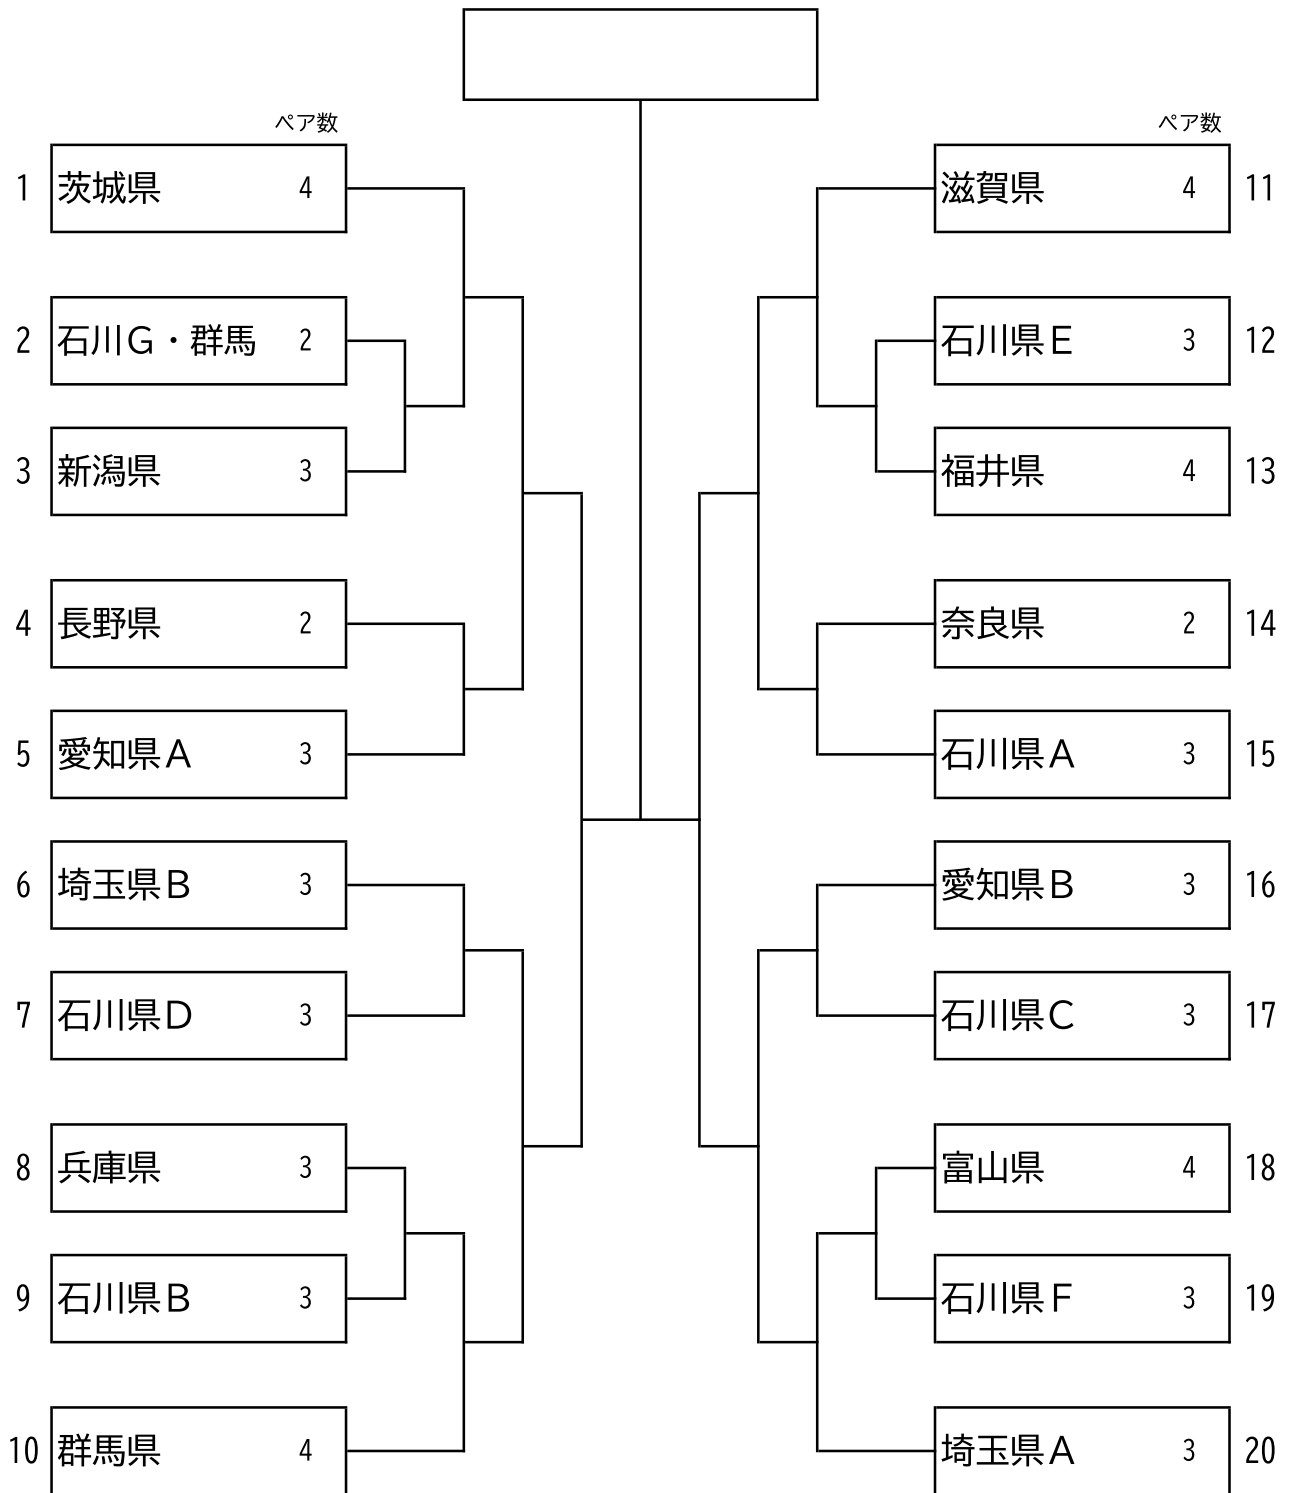 ペア数 ペア数
1 茨城県 4 滋賀県 4 11
2 石川G・群馬 2 石川県E 3 12
3 新潟県 3 福井県 4 13
4 長野県 2 奈良県 2 14
5 愛知県A 3 石川県A 3 15
6 埼玉県B 3 愛知県B 3 16
7 石川県D 3 石川県C 3 17
8 兵庫県 3 富山県 4 18
9 石川県B 3 石川県F 3 19
10 群馬県 4 埼玉県A 3 20